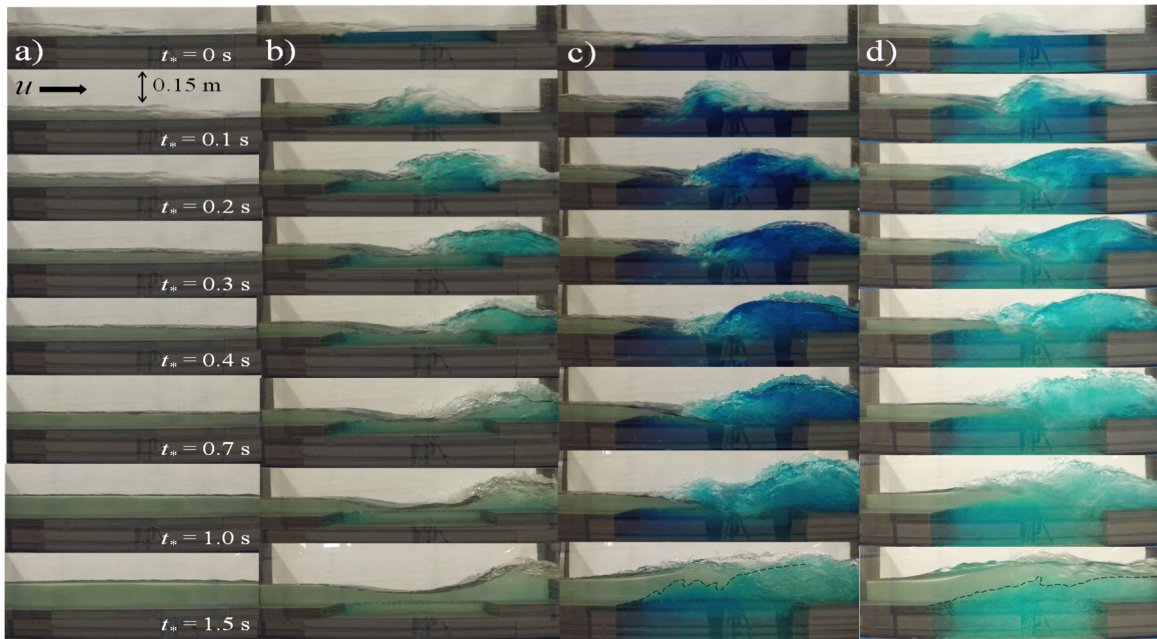 a)
b)
c)
d)
t* = 0 s
u
0.15 m
t* = 0.1 s
t* = 0.2 s
t* = 0.3 s
t* = 0.4 s
t* = 0.7 s
t* = 1.0 s
t* = 1.5 s